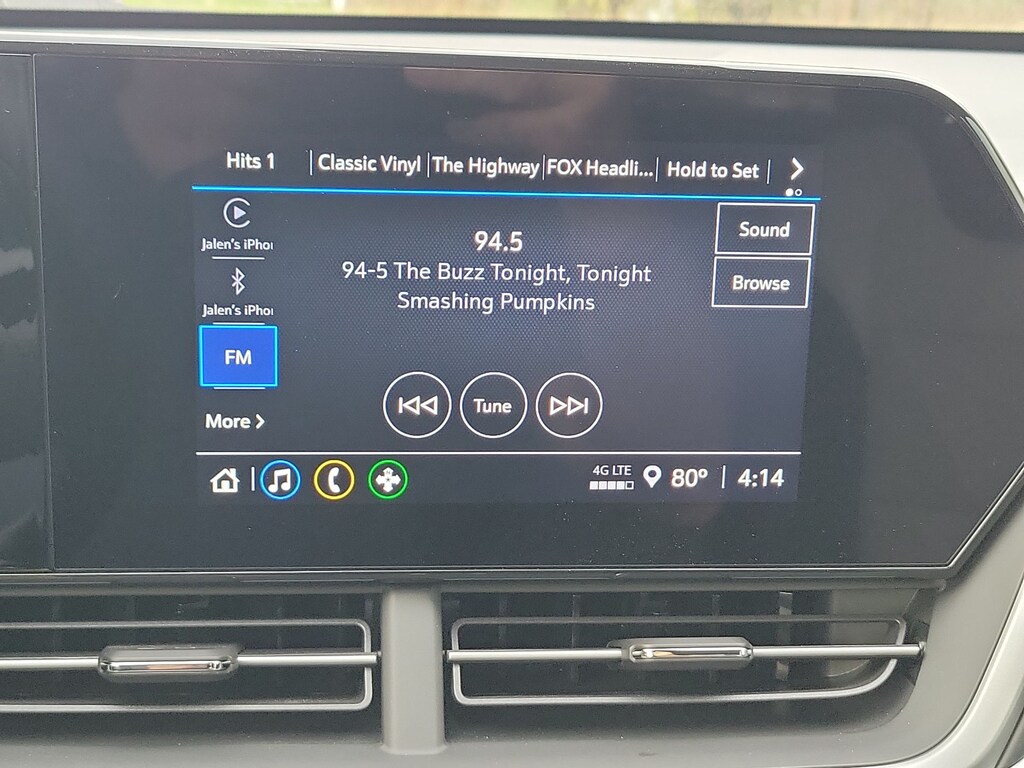 Hits 1
Classic Vinyl
The Highway
FOX Headli...
Hold to Set
Jalen's iPho
Jalen's iPho
FM
More
94.5
94-5 The Buzz Tonight, Tonight
Smashing Pumpkins
Tune
Sound
Browse
4G LTE
80°
4:14